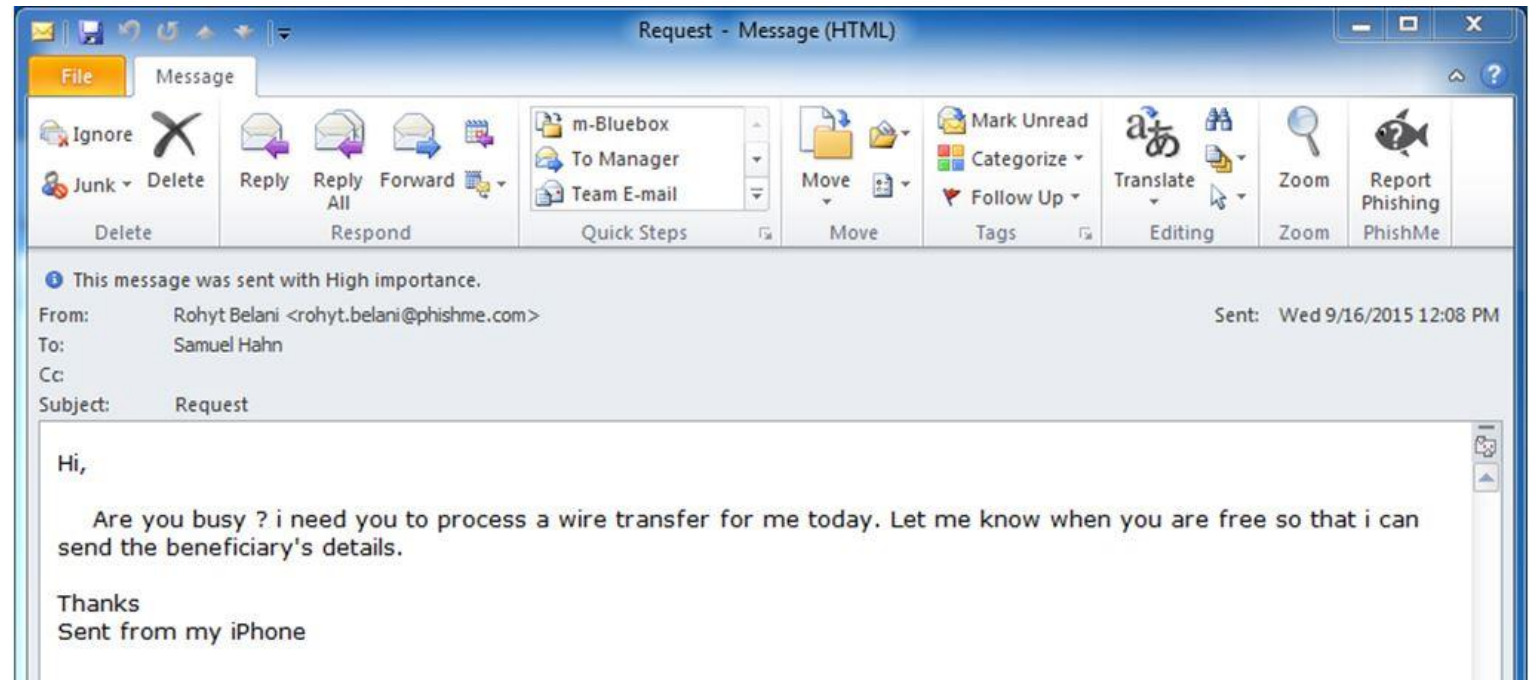 Request - Message (HTML)
File Message
Ignore
Junk
Delete
Reply
Reply All
Forward
m-Bluebox
To Manager
Team E-mail
Move
Mark Unread
Categorize
Follow Up
Translate
Zoom
Report Phishing
Delete Respond Quick Steps Move Tags Editing Zoom PhishMe
This message was sent with High importance.
From: Rohyt Belani <rohyt.belani@phishme.com> Sent: Wed 9/16/2015 12:08 PM
To: Samuel Hahn
Cc:
Subject: Request
Hi,
Are you busy ? i need you to process a wire transfer for me today. Let me know when you are free so that i can
send the beneficiary's details.
Thanks
Sent from my iPhone